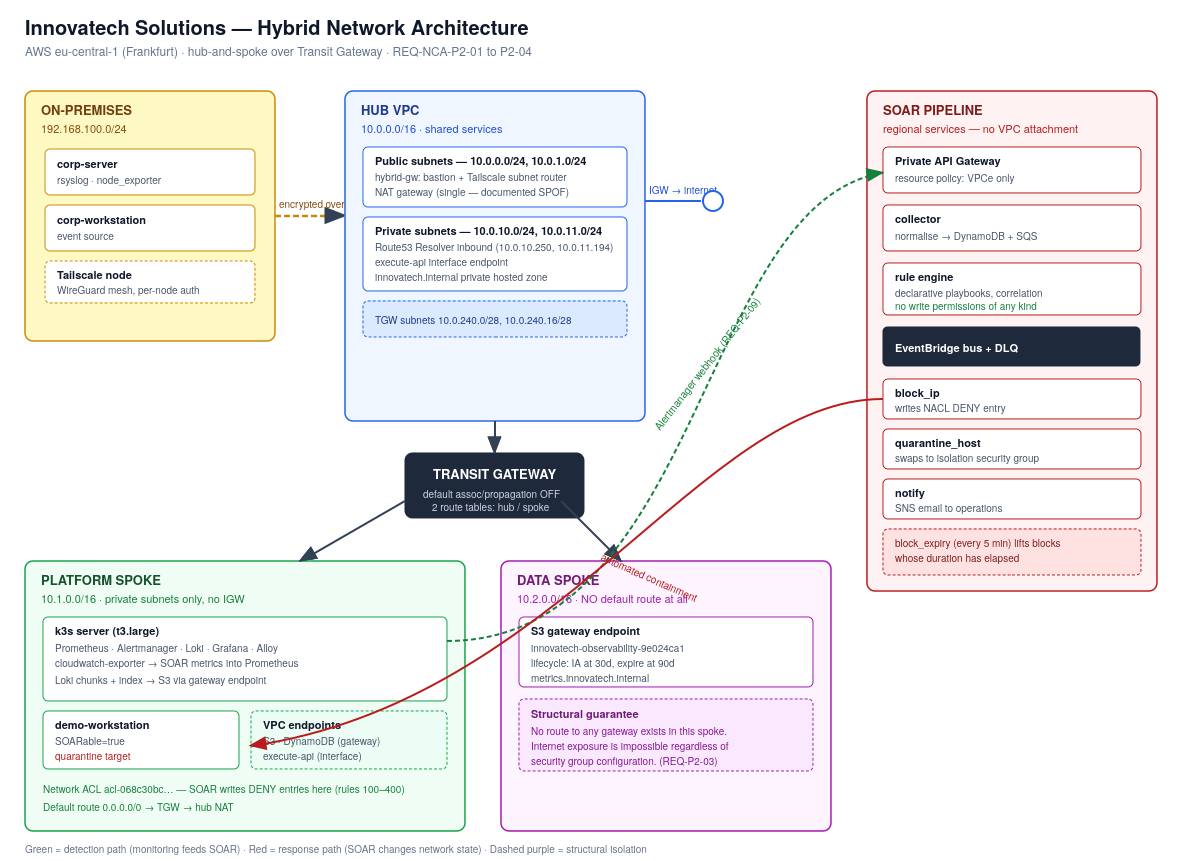 Innovatech Solutions — Hybrid Network Architecture
AWS eu-central-1 (Frankfurt) · hub-and-spoke over Transit Gateway · REQ-NCA-P2-01 to P2-04
ON-PREMISES
192.168.100.0/24
corp-server
rsyslog · node_exporter
corp-workstation
event source
Tailscale node
WireGuard mesh, per-node auth
encrypted over
HUB VPC
10.0.0.0/16 · shared services
Public subnets — 10.0.0.0/24, 10.0.1.0/24
hybrid-gw: bastion + Tailscale subnet router
NAT gateway (single — documented SPOF)
Private subnets — 10.0.10.0/24, 10.0.11.0/24
Route53 Resolver inbound (10.0.10.250, 10.0.11.194)
execute-api interface endpoint
innovatech.internal private hosted zone
TGW subnets 10.0.240.0/28, 10.0.240.16/28
IGW → internet
Alertmanager webhook (REQ-P2-09)
SOAR PIPELINE
regional services — no VPC attachment
Private API Gateway
resource policy: VPCe only
collector
normalise → DynamoDB + SQS
rule engine
declarative playbooks, correlation
no write permissions of any kind
EventBridge bus + DLQ
block_ip
writes NACL DENY entry
quarantine_host
swaps to isolation security group
notify
SNS email to operations
block_expiry (every 5 min) lifts blocks
whose duration has elapsed
TRANSIT GATEWAY
default assoc/propagation OFF
2 route tables: hub / spoke
automated containment
PLATFORM SPOKE
10.1.0.0/16 · private subnets only, no IGW
k3s server (t3.large)
Prometheus · Alertmanager · Loki · Grafana · Alloy
cloudwatch-exporter → SOAR metrics into Prometheus
Loki chunks + index → S3 via gateway endpoint
demo-workstation
SOARable=true
quarantine target
VPC endpoints
S3 · DynamoDB (gateway)
execute-api (interface)
Network ACL acl-068c30bc… — SOAR writes DENY entries here (rules 100–400)
Default route 0.0.0.0/0 → TGW → hub NAT
DATA SPOKE
10.2.0.0/16 · NO default route at all
S3 gateway endpoint
innovatech-observability-9e024ca1
lifecycle: IA at 30d, expire at 90d
metrics.innovatech.internal
Structural guarantee
No route to any gateway exists in this spoke.
Internet exposure is impossible regardless of
security group configuration. (REQ-P2-03)
Green = detection path (monitoring feeds SOAR) · Red = response path (SOAR changes network state) · Dashed purple = structural isolation